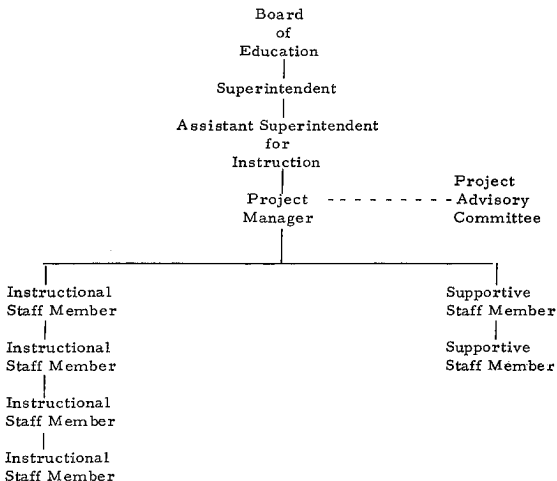 Board
of
Education
Superintendent
Assistant Superintendent
for
Instruction
Project
Manager
Project
Advisory
Committee
Instructional
Staff Member
Instructional
Staff Member
Instructional
Staff Member
Instructional
Staff Member
Supportive
Staff Member
Supportive
Staff Member